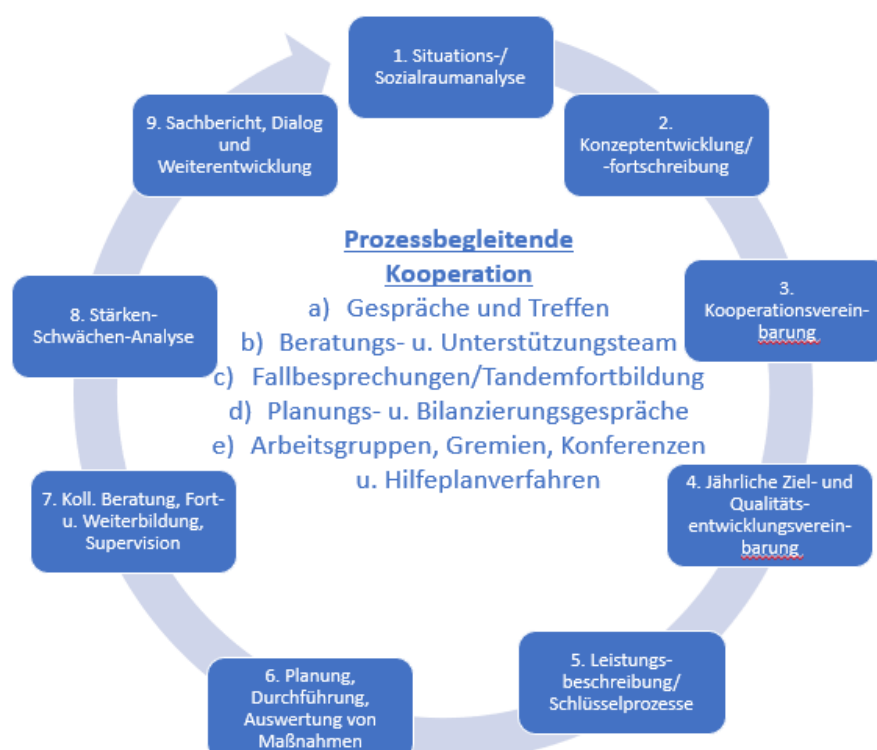 1. Situations-/
Sozialraumanalyse
2.
Konzeptentwicklung/
-fortschreibung
3.
Kooperationsverein-
barung
4. Jährliche Ziel- und
Qualitäts-
entwicklungsverein-
barung
5. Leistungs-
beschreibung/
Schlüsselprozesse
6. Planung,
Durchführung,
Auswertung von
Maßnahmen
7. Koll. Beratung, Fort-
u. Weiterbildung,
Supervision
8. Stärken-
Schwächen-Analyse
9. Sachbericht, Dialog
und
Weiterentwicklung
Prozessbegleitende
Kooperation
a) Gespräche und Treffen
b) Beratungs- u. Unterstützungsteam
c) Fallbesprechungen/Tandemfortbildung
d) Planungs- u. Bilanzierungsgespräche
e) Arbeitsgruppen, Gremien, Konferenzen
u. Hilfeplanverfahren